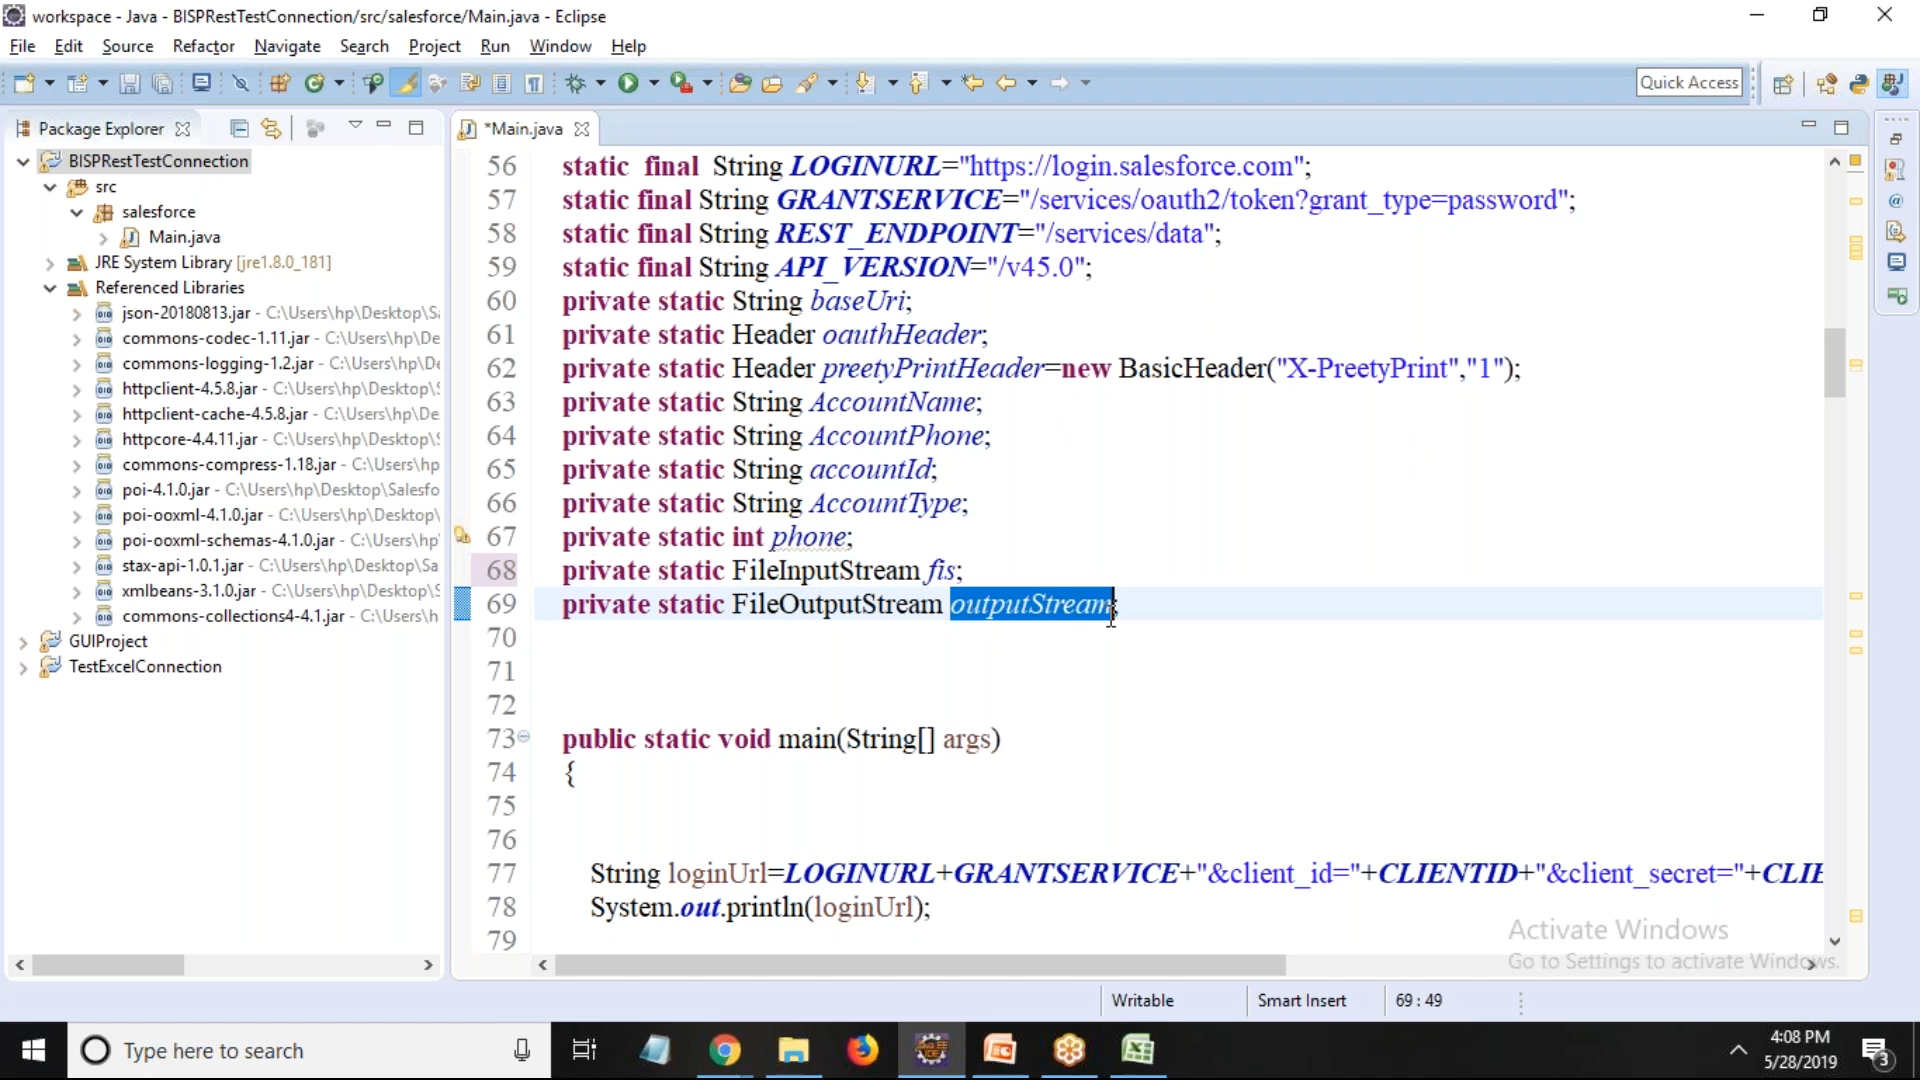 workspace - Java - BISPRestTestConnection/src/salesforce/Main.java - Eclipse
File Edit Source Refactor Navigate Search Project Run Window Help
Quick Access
Package Explorer
*Main.java
BISPRestTestConnection
src
salesforce
Main.java
JRE System Library [jre1.8.0_181]
Referenced Libraries
json-20180813.jar - C:\Users\hp\Desktop\Sa
commons-codec-1.11.jar - C:\Users\hp\De
commons-logging-1.2.jar - C:\Users\hp\De
httpclient-4.5.8.jar - C:\Users\hp\Desktop\S
httpclient-cache-4.5.8.jar - C:\Users\hp\De
httpcore-4.4.11.jar - C:\Users\hp\Desktop\S
commons-compress-1.18.jar - C:\Users\hp
poi-4.1.0.jar - C:\Users\hp\Desktop\Salesfo
poi-ooxml-4.1.0.jar - C:\Users\hp\Desktop\
poi-ooxml-schemas-4.1.0.jar - C:\Users\hp'
stax-api-1.0.1.jar - C:\Users\hp\Desktop\Sa
xmlbeans-3.1.0.jar - C:\Users\hp\Desktop\S
commons-collections4-4.1.jar - C:\Users\h
GUIProject
TestExcelConnection
56 static final String LOGINURL="https://login.salesforce.com";
57 static final String GRANTSERVICE="/services/oauth2/token?grant_type=password";
58 static final String REST_ENDPOINT="/services/data";
59 static final String API_VERSION="/v45.0";
60 private static String baseUri;
61 private static Header oauthHeader;
62 private static Header preetyPrintHeader=new BasicHeader("X-PreetyPrint","1");
63 private static String AccountName;
64 private static String AccountPhone;
65 private static String accountId;
66 private static String AccountType;
67 private static int phone;
68 private static FileInputStream fis;
69 private static FileOutputStream outputStream;
70
71
72
73 public static void main(String[] args)
74 {
75
76
77 String loginUrl=LOGINURL+GRANTSERVICE+"&client_id="+CLIENTID+"&client_secret="+CLIE
78 System.out.println(loginUrl);
79
Activate Windows
Go to Settings to activate Windows.
Writable Smart Insert 69 : 49
Type here to search
4:08 PM
5/28/2019
3